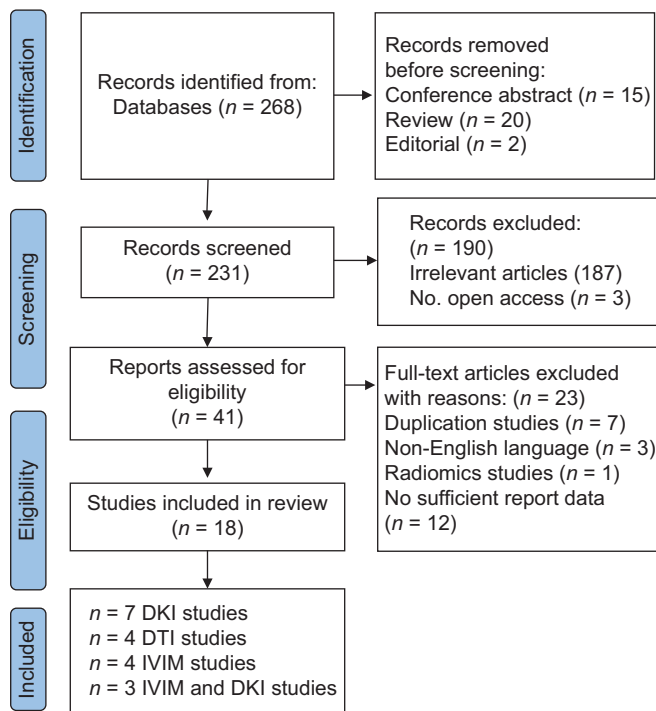 Identification
Records identified from:
Databases (n = 268)
Records removed
before screening:
Conference abstract (n = 15)
Review (n = 20)
Editorial (n = 2)
Screening
Records screened
(n = 231)
Records excluded:
(n = 190)
Irrelevant articles (187)
No. open access (n = 3)
Reports assessed for
eligibility
(n = 41)
Full-text articles excluded
with reasons: (n = 23)
Duplication studies (n = 7)
Non-English language (n = 3)
Radiomics studies (n = 1)
No sufficient report data
(n = 12)
Eligibility
Studies included in review
(n = 18)
Included
n = 7 DKI studies
n = 4 DTI studies
n = 4 IVIM studies
n = 3 IVIM and DKI studies